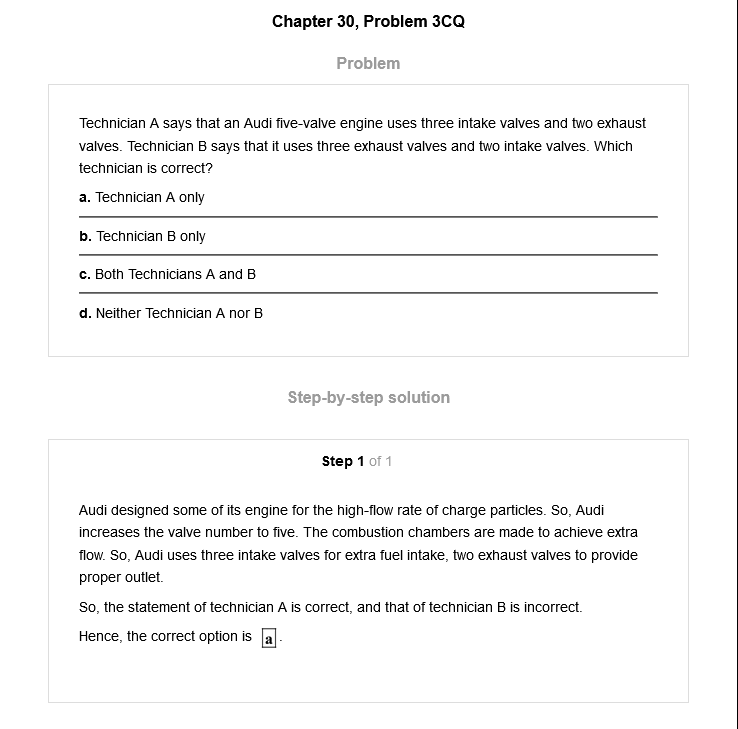 Chapter 30, Problem 3CQ
Problem
Technician A says that an Audi five-valve engine uses three intake valves and two exhaust
valves. Technician B says that it uses three exhaust valves and two intake valves. Which
technician is correct?
a. Technician A only
b. Technician B only
c. Both Technicians A and B
d. Neither Technician A nor B
Step-by-step solution
Step 1 of 1
Audi designed some of its engine for the high-flow rate of charge particles. So, Audi
increases the valve number to five. The combustion chambers are made to achieve extra
flow. So, Audi uses three intake valves for extra fuel intake, two exhaust valves to provide
proper outlet.
So, the statement of technician A is correct, and that of technician B is incorrect.
Hence, the correct option is a.